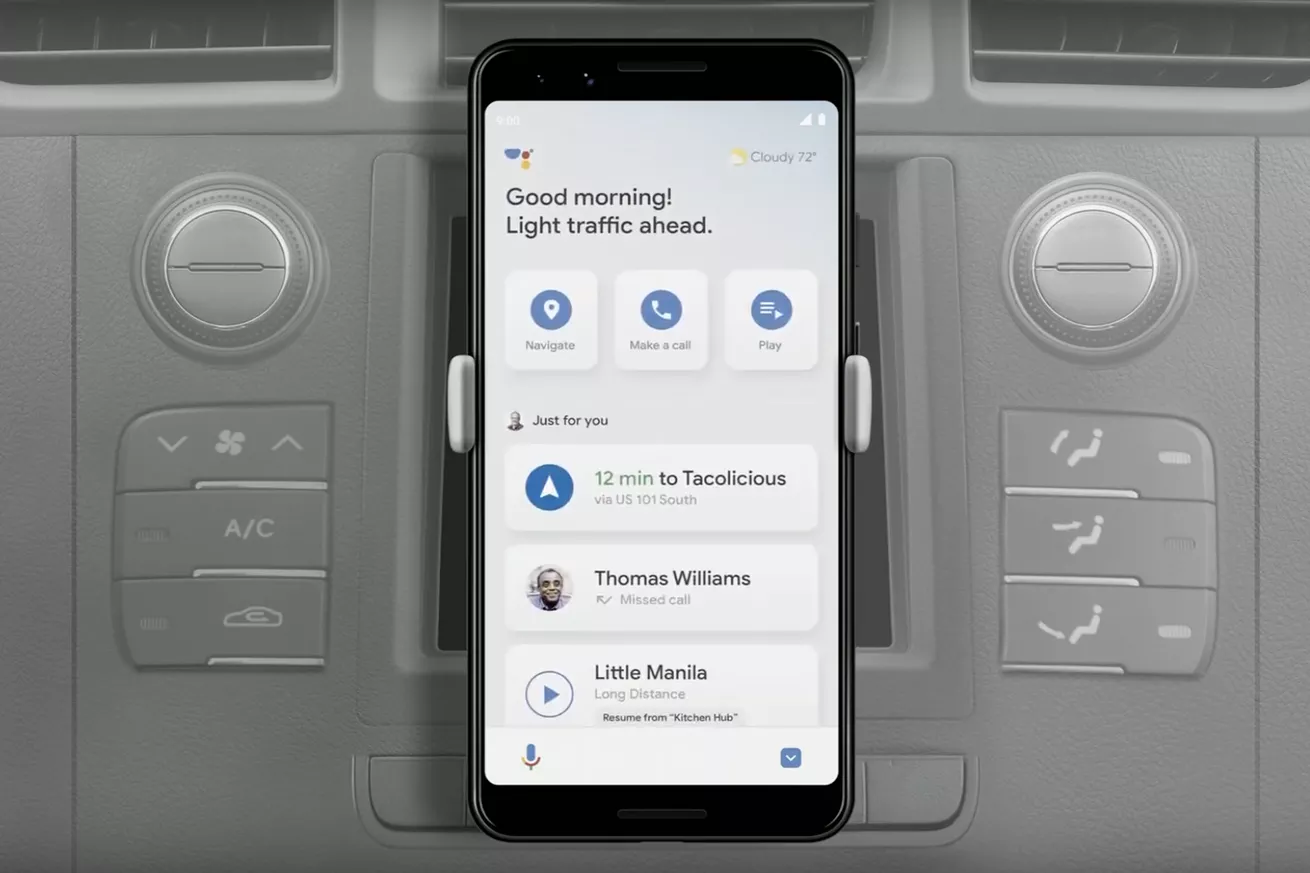 9:00
Cloudy 72°
Good morning!
Light traffic ahead.
Navigate
Make a call
Play
Just for you
12 min to Tacolicious
via US 101 South
Thomas Williams
Missed call
Little Manila
Long Distance
Resume from “Kitchen Hub”
A/C